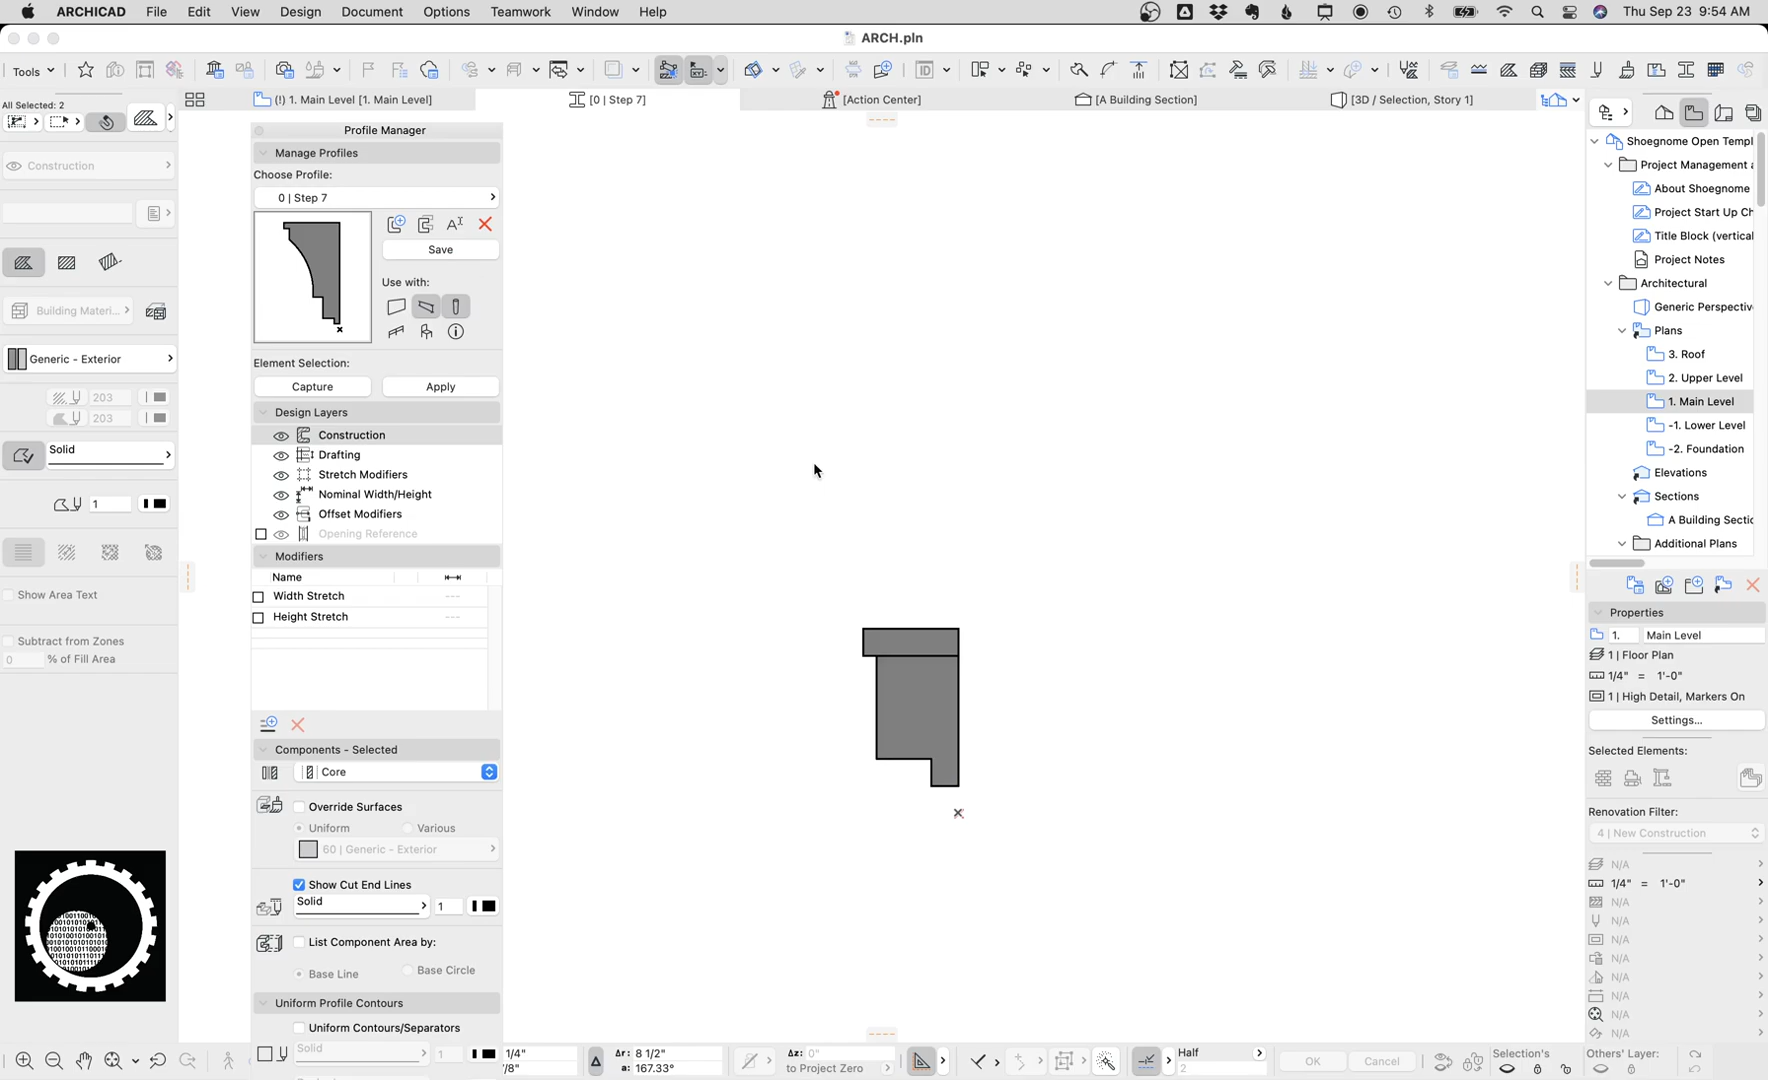 ARCHICAD File Edit View Design Document Options Teamwork Window Help Thu Sep 23 9:54 AM
ARCH.pln
Tools
(!) 1. Main Level [1. Main Level]
[0 | Step 7]
[Action Center]
[A Building Section]
[3D / Selection, Story 1]
All Selected: 2
Construction
Building Materi...
Generic - Exterior
203
203
Solid
1
Show Area Text
Subtract from Zones
0 % of Fill Area
Profile Manager
Manage Profiles
Choose Profile:
0 | Step 7
Save
Use with:
Element Selection:
Capture Apply
Design Layers
Construction
Drafting
Stretch Modifiers
Nominal Width/Height
Offset Modifiers
Opening Reference
Modifiers
Name
Width Stretch ---
Height Stretch ---
Components - Selected
Core
Override Surfaces
Uniform Various
60 | Generic - Exterior
Show Cut End Lines
Solid 1
List Component Area by:
Base Line Base Circle
Uniform Profile Contours
Uniform Contours/Separators
Solid 1
Shoegnome Open Templ
Project Management a
About Shoegnome
Project Start Up Ch
Title Block (vertical
Project Notes
Architectural
Generic Perspectiv
Plans
3. Roof
2. Upper Level
1. Main Level
-1. Lower Level
-2. Foundation
Elevations
Sections
A Building Sectio
Additional Plans
Properties
1. Main Level
1 | Floor Plan
1/4" = 1'-0"
1 | High Detail, Markers On
Settings...
Selected Elements:
Renovation Filter:
4 | New Construction
N/A
1/4" = 1'-0"
N/A
N/A
N/A
N/A
N/A
N/A
N/A
N/A
1/4"
/8"
Δr: 8 1/2"
a: 167.33°
Δz: 0"
to Project Zero
Half
2
OK Cancel
Selection's
Others' Layer: